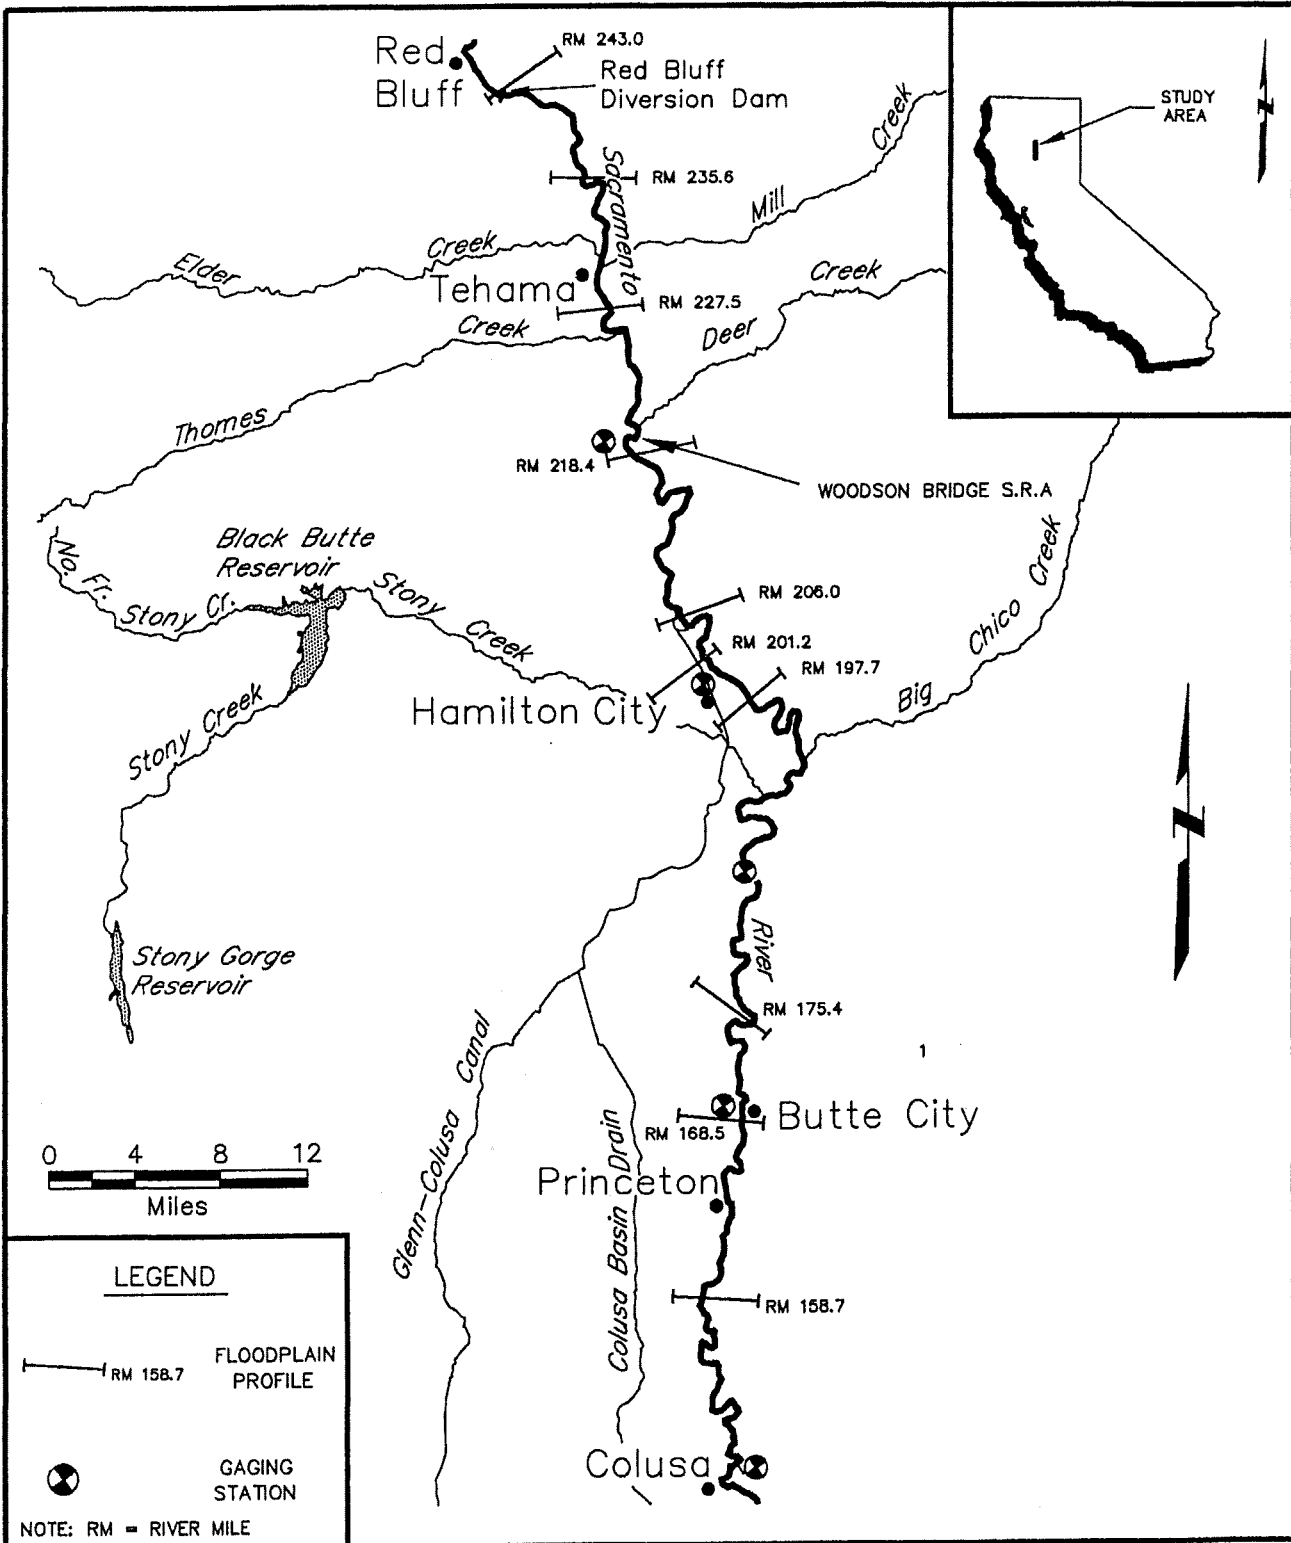 RM 243.0
Red
Bluff
Red Bluff
Diversion Dam
Creek
STUDY
AREA
N
Sacramento
RM 235.6
Mill
Creek
Elder
Tehama
Creek
RM 227.5
Creek
Deer
Thomes
RM 218.4
WOODSON BRIDGE S.R.A
Black Butte
Reservoir
No. Fr.
Stony Cr.
Stony
Creek
RM 206.0
Creek
Chico
Big
RM 201.2
RM 197.7
Hamilton City
Stony Creek
N
River
Stony Gorge
Reservoir
RM 175.4
Glenn-Colusa Canal
1
Butte City
RM 168.5
Colusa Basin Drain
Princeton
0 4 8 12
Miles
RM 158.7
LEGEND
RM 158.7
FLOODPLAIN
PROFILE
GAGING
STATION
NOTE: RM = RIVER MILE
Colusa